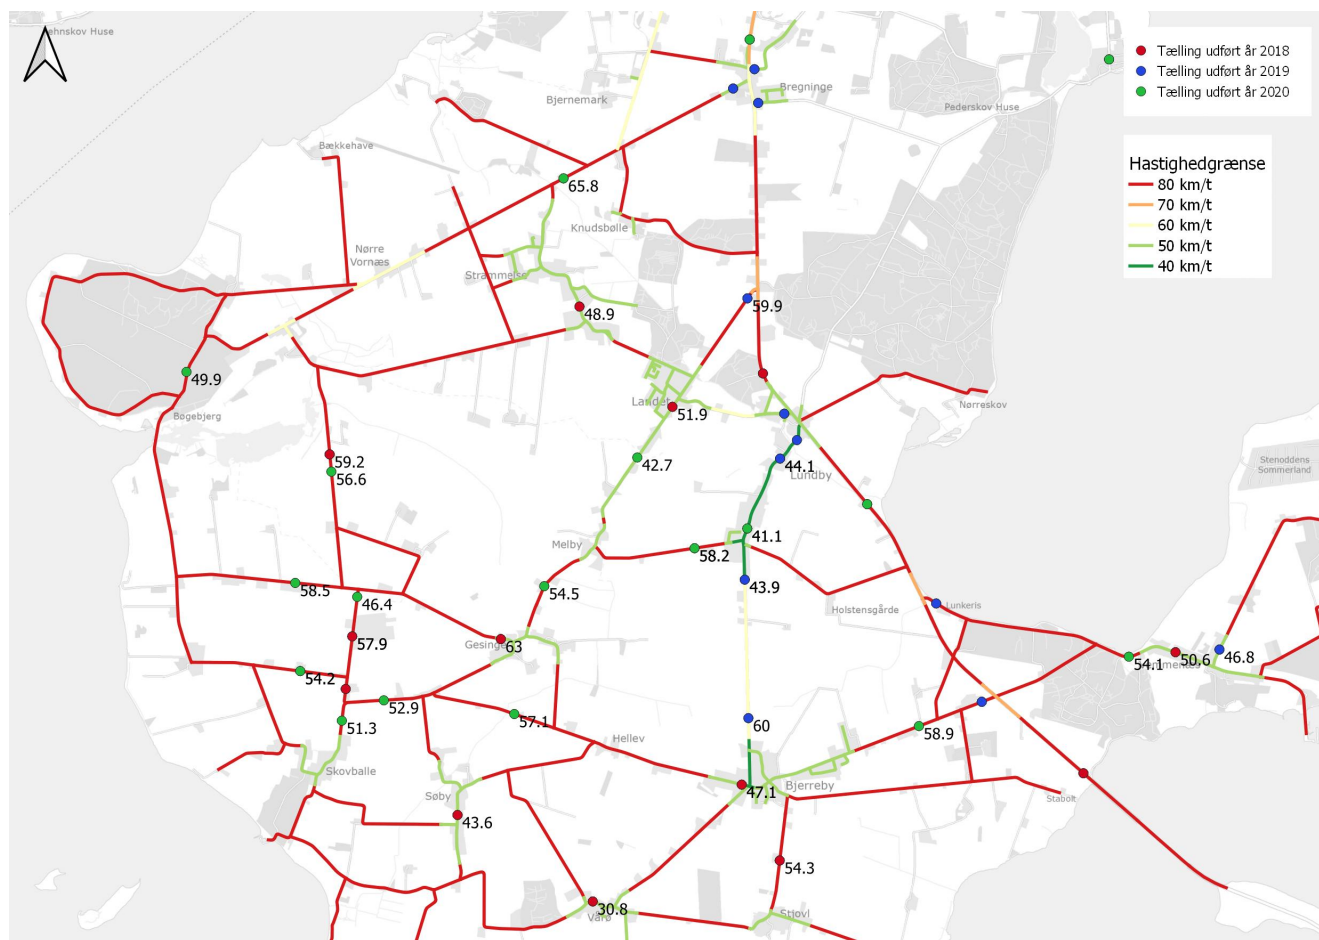 ehnskov Huse
Tælling udført år 2018
Tælling udført år 2019
Tælling udført år 2020
Bregninge
Bjernemark
Pederskov Huse
Hastighedgrænse
80 km/t
70 km/t
60 km/t
50 km/t
40 km/t
Bækkehave
65.8
Knudsbølle
Nørre
Vornæs
Strammelse
48.9
59.9
49.9
Bøgebjerg
Landet
51.9
Nørreskov
59.2
56.6
42.7
44.1
Lundby
Stenoddens
Sommerland
41.1
Melby
58.2
58.5
46.4
54.5
43.9
Holstensgårde
Lunkeris
57.9
Gesinge
63
54.1
50.6
46.8
54.2
52.9
51.3
57.1
60
58.9
Hellev
Skovballe
Søby
47.1
Bjerreby
Stabolt
43.6
54.3
30.8
Vårø
Stjovl